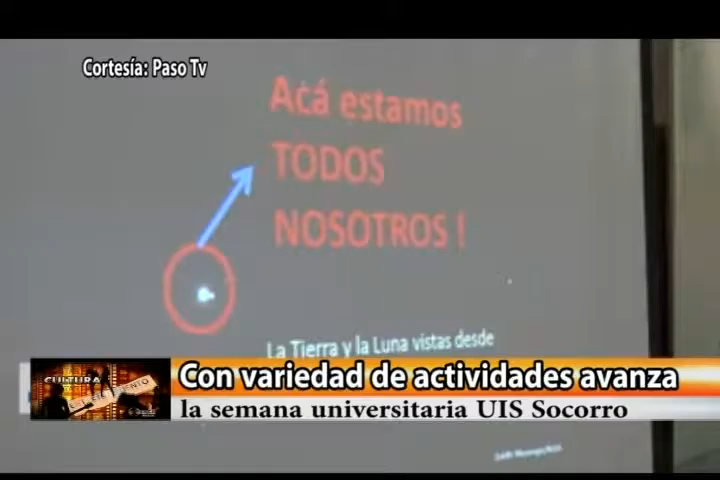 Cortesía: Paso Tv
Acá estamos
TODOS
NOSOTROS !
La Tierra y la Luna vistas desde
CULTURA
Con variedad de actividades avanza
la semana universitaria UIS Socorro